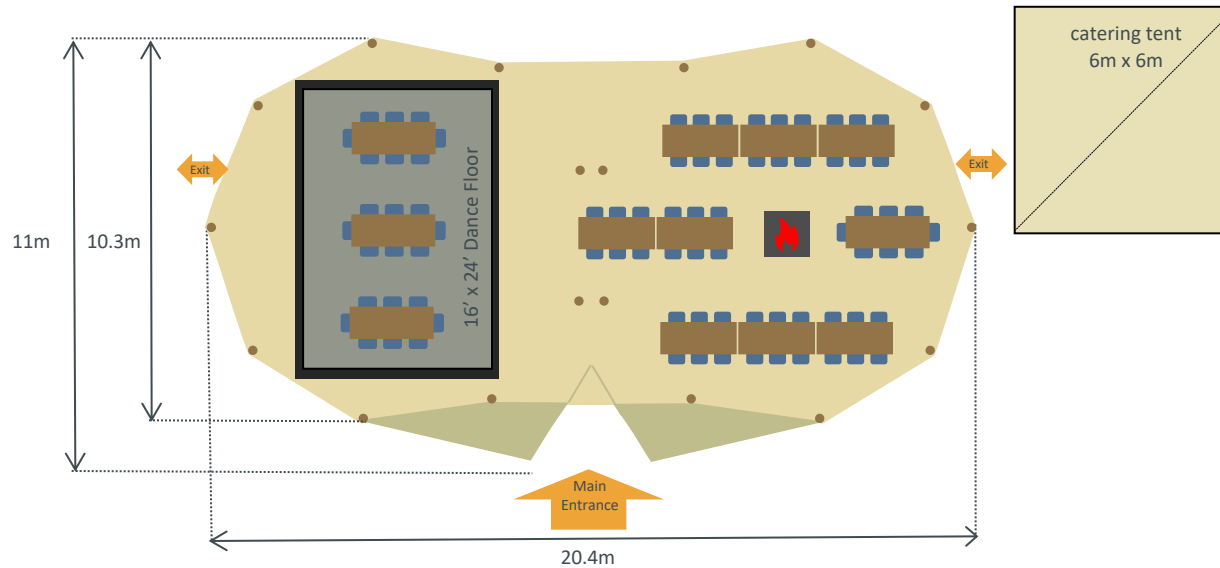 catering tent
6m x 6m
Exit
Exit
11m
10.3m
16’ x 24’ Dance Floor
Main
Entrance
20.4m